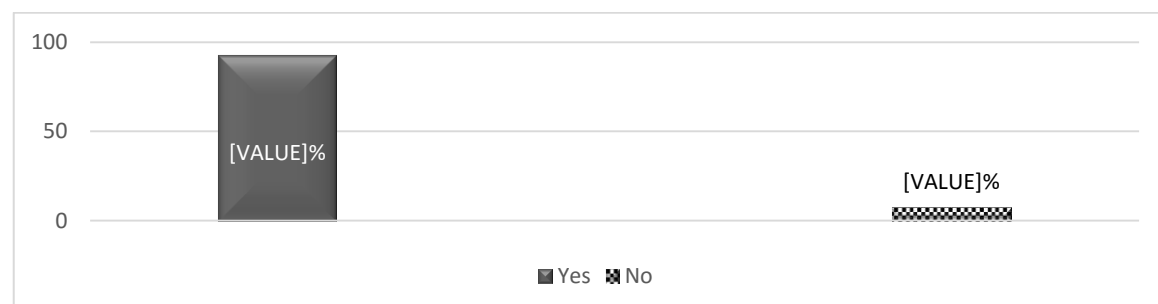 100
50
[VALUE]%
[VALUE]%
0
Yes No